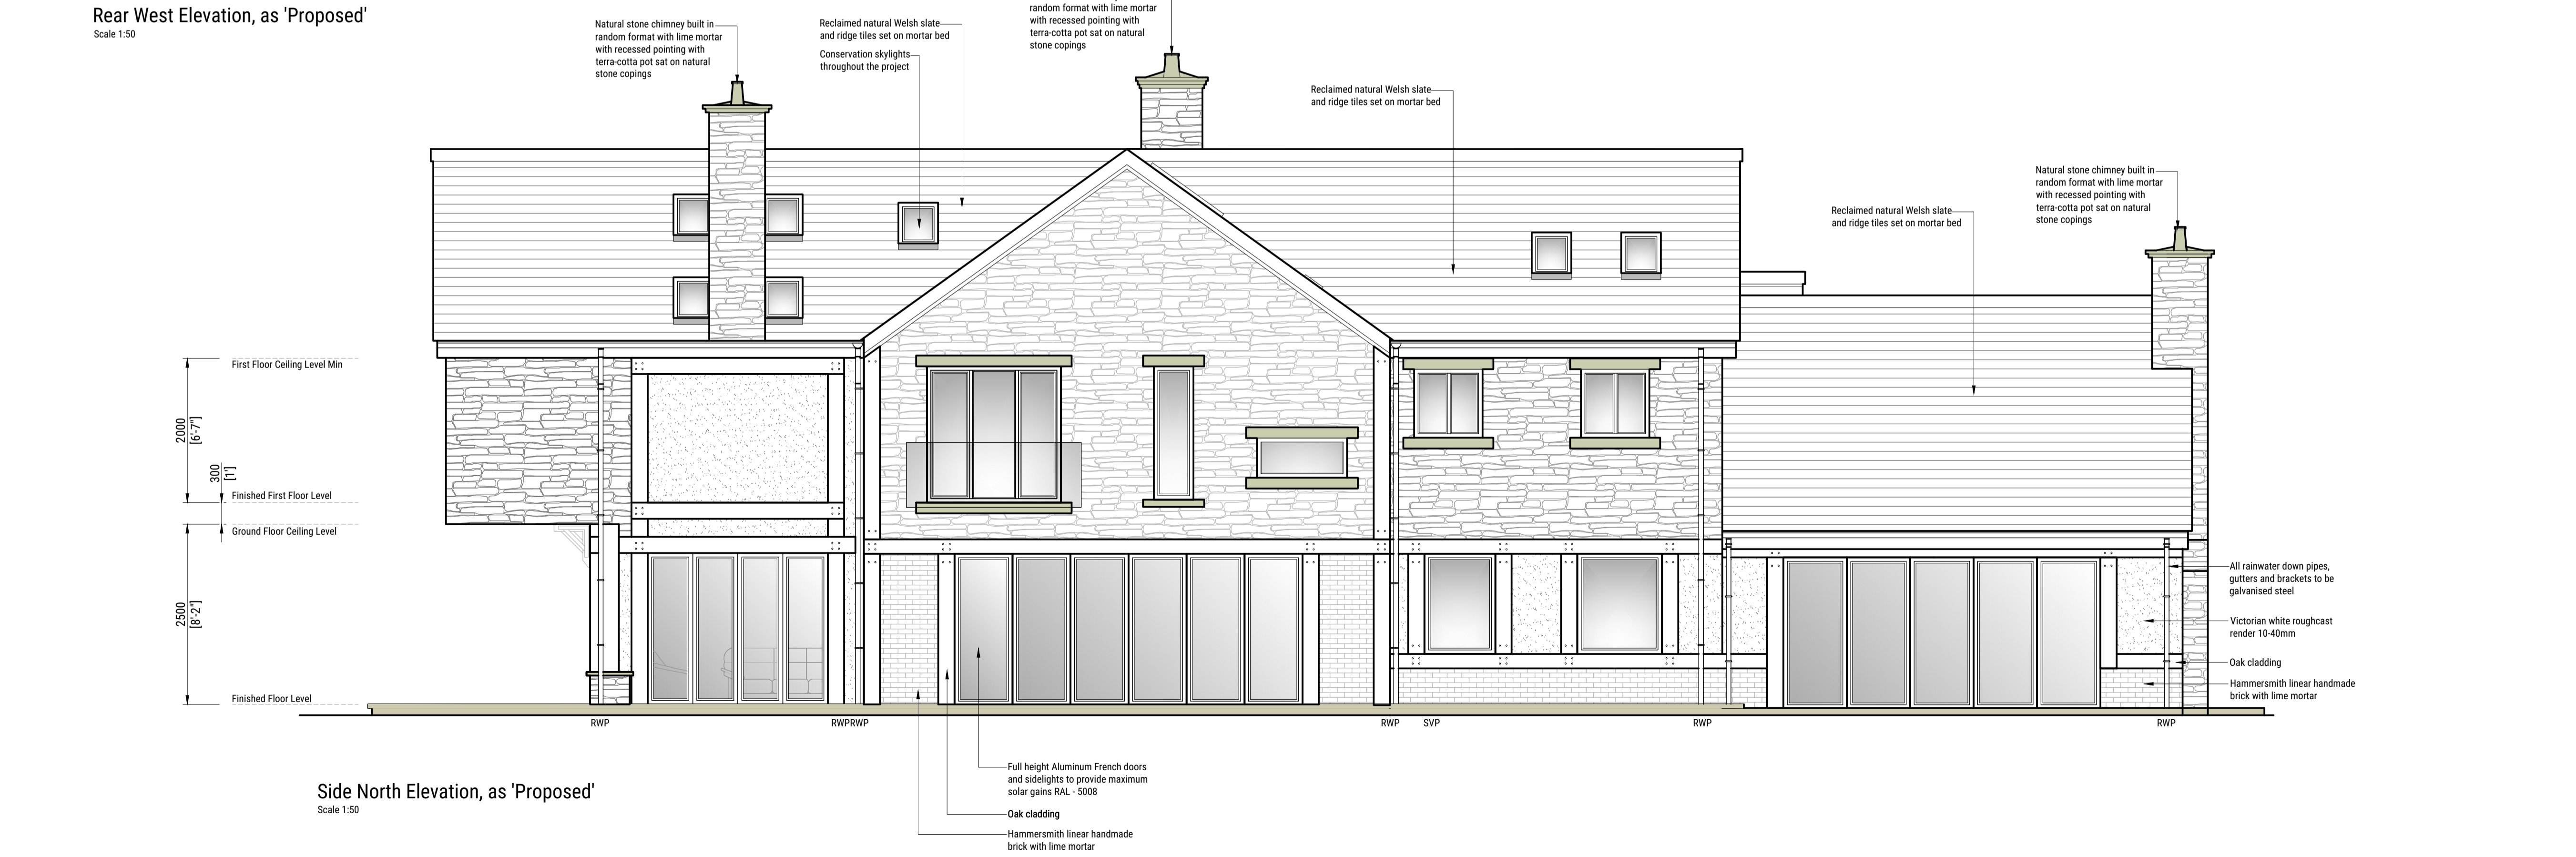 Rear West Elevation, as 'Proposed'
Scale 1:50
Natural stone chimney built in
random format with lime mortar
with recessed pointing with
terra-cotta pot sat on natural
stone copings
Reclaimed natural Welsh slate
and ridge tiles set on mortar bed
Conservation skylights
throughout the project
random format with lime mortar
with recessed pointing with
terra-cotta pot sat on natural
stone copings
Reclaimed natural Welsh slate
and ridge tiles set on mortar bed
Reclaimed natural Welsh slate
and ridge tiles set on mortar bed
Natural stone chimney built in
random format with lime mortar
with recessed pointing with
terra-cotta pot sat on natural
stone copings
First Floor Ceiling Level Min
2000
[6'-7"]
300
[1']
Finished First Floor Level
Ground Floor Ceiling Level
2500
[8'-2"]
Finished Floor Level
All rainwater down pipes,
gutters and brackets to be
galvanised steel
Victorian white roughcast
render 10-40mm
Oak cladding
Hammersmith linear handmade
brick with lime mortar
RWP
RWPRWP
RWP
SVP
RWP
RWP
Full height Aluminum French doors
and sidelights to provide maximum
solar gains RAL - 5008
Oak cladding
Hammersmith linear handmade
brick with lime mortar
Side North Elevation, as 'Proposed'
Scale 1:50